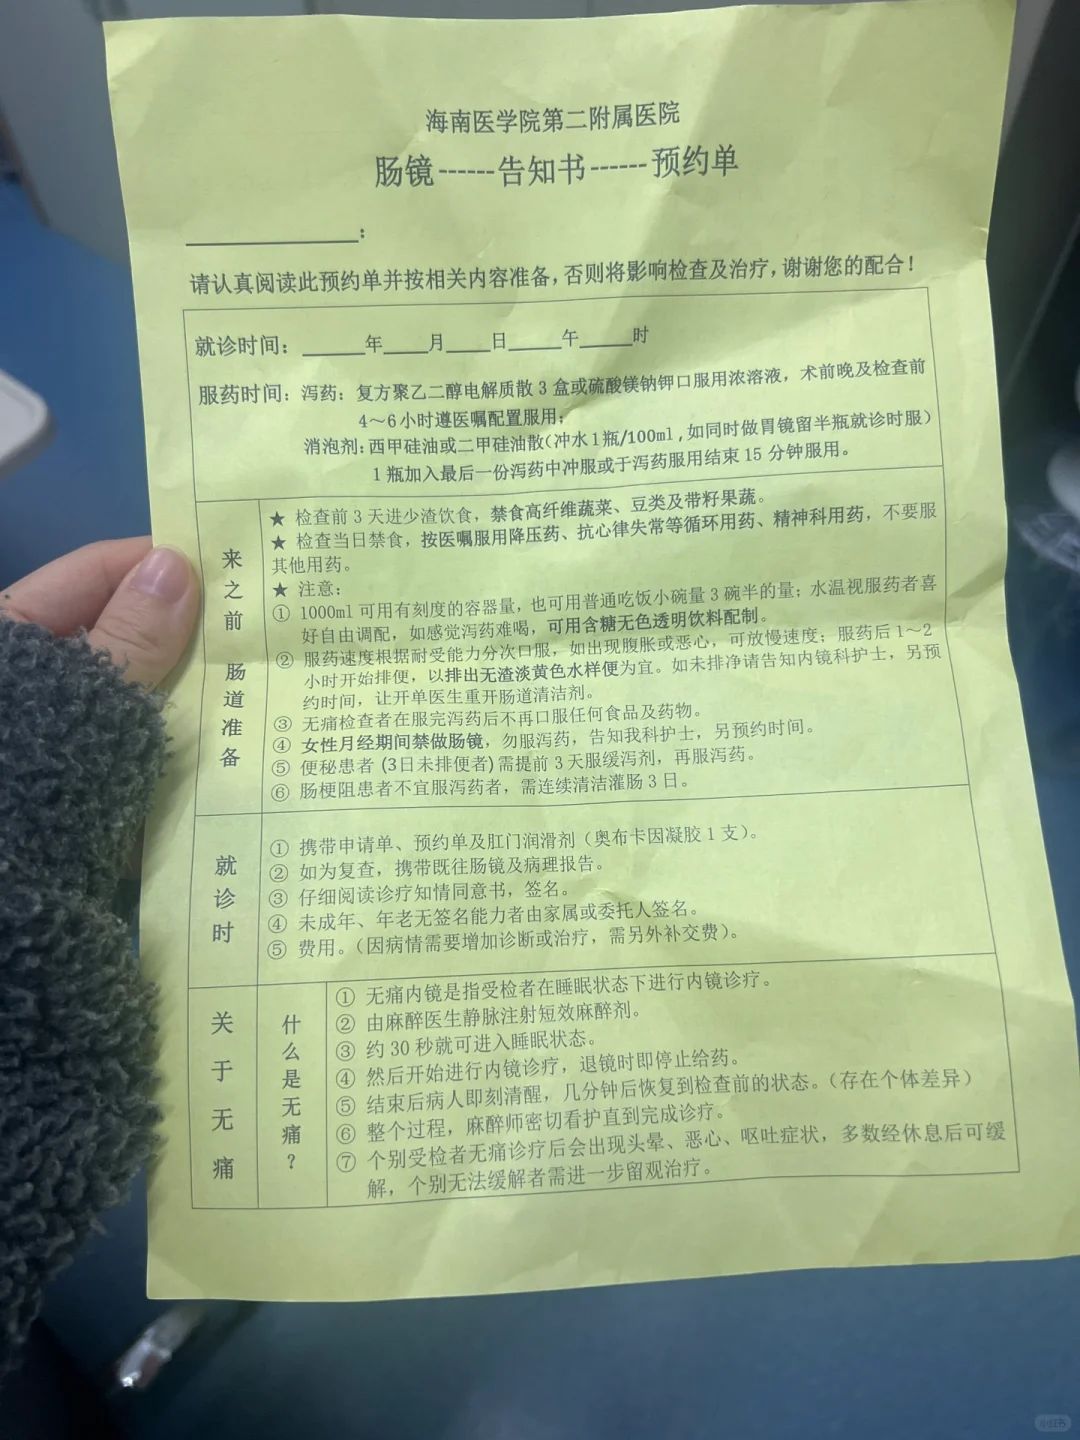 海南医学院第二附属医院
肠镜------告知书------预约单
____________：
请认真阅读此预约单并按相关内容准备，否则将影响检查及治疗，谢谢您的配合！
就诊时间：______年____月____日_____午_____时
服药时间：泻药：复方聚乙二醇电解质散3盒或硫酸镁钠钾口服用浓溶液，术前晚及检查前
4～6小时遵医嘱配置服用；
消泡剂：西甲硅油或二甲硅油散（冲水1瓶/100ml，如同时做胃镜留半瓶就诊时服）
1瓶加入最后一份泻药中冲服或于泻药服用结束15分钟服用。
来之前 肠道准备
★ 检查前3天进少渣饮食，禁食高纤维蔬菜、豆类及带籽果蔬。
★ 检查当日禁食，按医嘱服用降压药、抗心律失常等循环用药、精神科用药，不要服
其他用药。
★ 注意：
① 1000ml可用有刻度的容器量，也可用普通吃饭小碗量3碗半的量；水温视服药者喜
好自由调配，如感觉泻药难喝，可用含糖无色透明饮料配制。
② 服药速度根据耐受能力分次口服，如出现腹胀或恶心，可放慢速度；服药后1～2
小时开始排便，以排出无渣淡黄色水样便为宜。如未排净请告知内镜科护士，另预
约时间，让开单医生重开肠道清洁剂。
③ 无痛检查者在服完泻药后不再口服任何食品及药物。
④ 女性月经期间禁做肠镜，勿服泻药，告知我科护士，另预约时间。
⑤ 便秘患者（3日未排便者）需提前3天服缓泻剂，再服泻药。
⑥ 肠梗阻患者不宜服泻药者，需连续清洁灌肠3日。
就诊时
① 携带申请单、预约单及肛门润滑剂（奥布卡因凝胶1支）。
② 如为复查，携带既往肠镜及病理报告。
③ 仔细阅读诊疗知情同意书，签名。
④ 未成年、年老无签名能力者由家属或委托人签名。
⑤ 费用。（因病情需要增加诊断或治疗，需另外补交费）。
关于无痛
什么是无痛？
① 无痛内镜是指受检者在睡眠状态下进行内镜诊疗。
② 由麻醉医生静脉注射短效麻醉剂。
③ 约30秒就可进入睡眠状态。
④ 然后开始进行内镜诊疗，退镜时即停止给药。
⑤ 结束后病人即刻清醒，几分钟后恢复到检查前的状态。（存在个体差异）
⑥ 整个过程，麻醉师密切看护直到完成诊疗。
⑦ 个别受检者无痛诊疗后会出现头晕、恶心、呕吐症状，多数经休息后可缓
解，个别无法缓解者需进一步留观治疗。
小红书